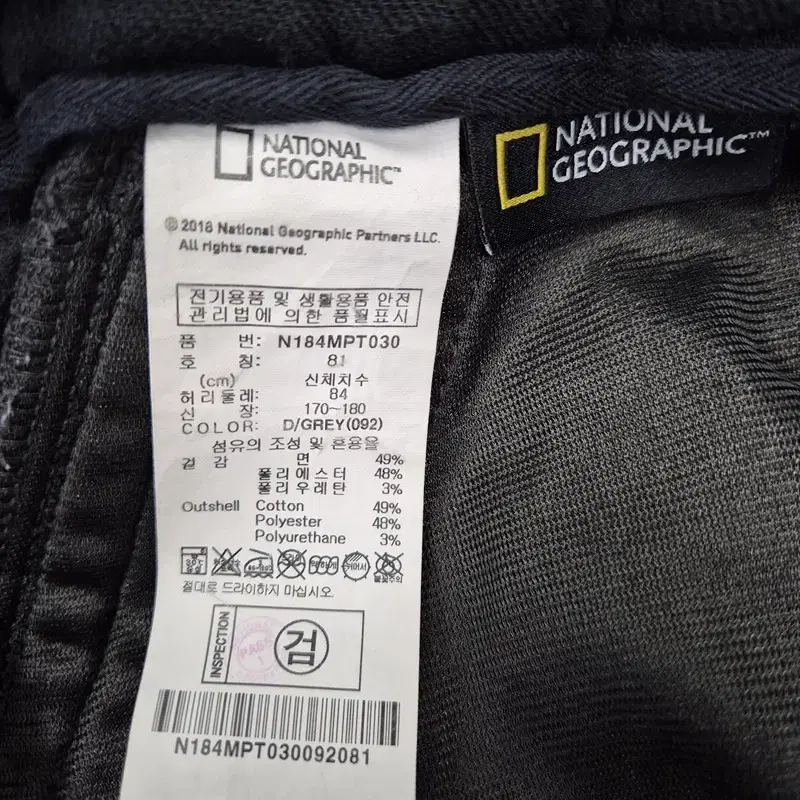 NATIONAL
GEOGRAPHIC™
NATIONAL
GEOGRAPHIC™
© 2018 National Geographic Partners LLC.
All rights reserved.
전기용품 및 생활용품 안전
관리법에 의한 품질표시
품 번: N184MPT030
호 칭: 81
(cm) 신체치수
허리둘레: 84
신 장: 170~180
COLOR: D/GREY(092)
섬유의 조성 및 혼용율
겉감 면 49%
폴리에스터 48%
폴리우레탄 3%
Outshell Cotton 49%
Polyester 48%
Polyurethane 3%
절대로 드라이하지 마십시오.
INSPECTION
PASS
1
검
N184MPT030092081